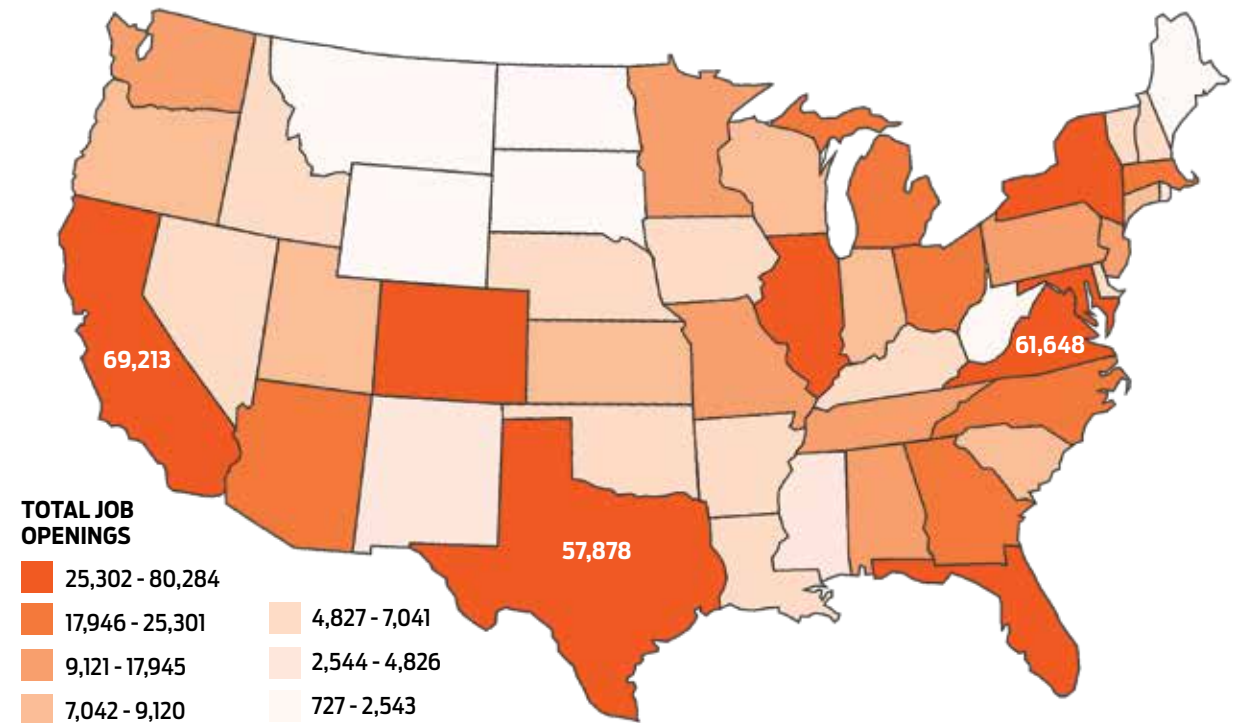 69,213
61,648
57,878
TOTAL JOB
OPENINGS
25,302 - 80,284
17,946 - 25,301
9,121 - 17,945
7,042 - 9,120
4,827 - 7,041
2,544 - 4,826
727 - 2,543